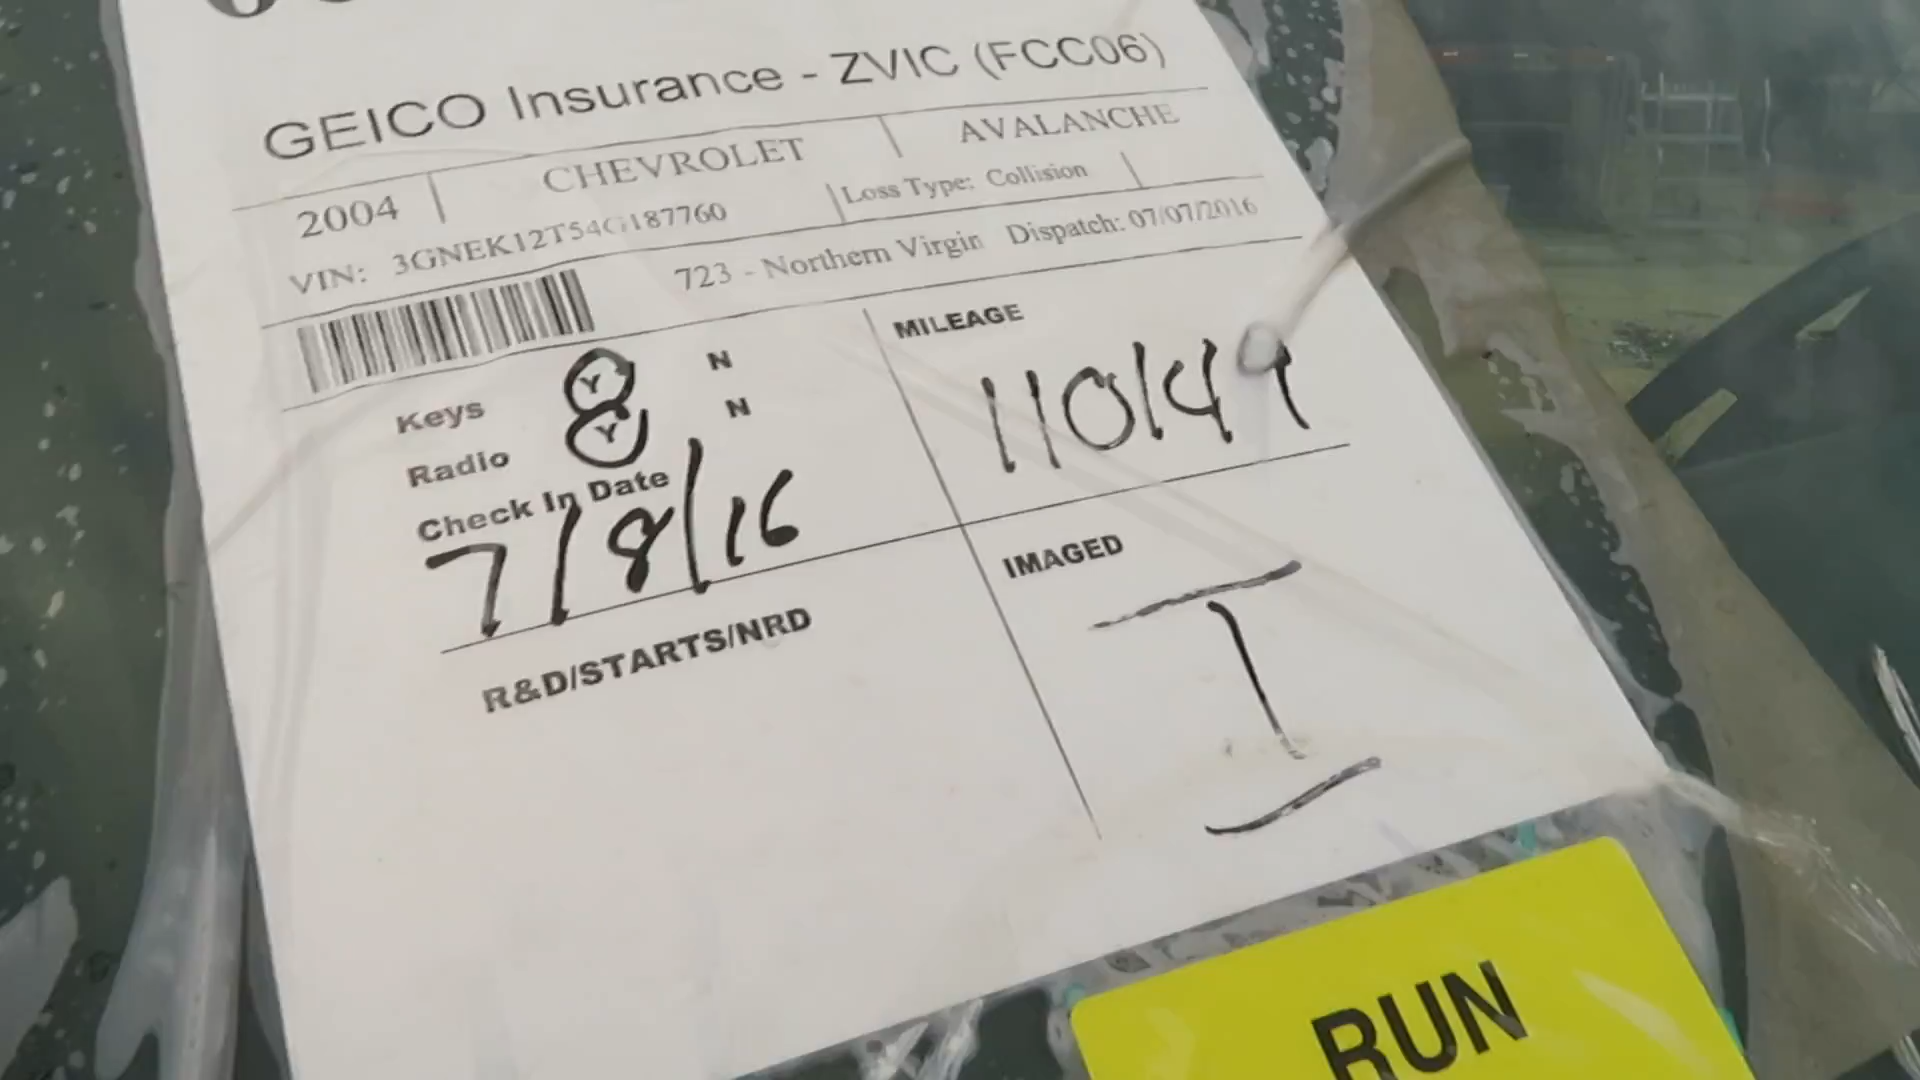 GEICO Insurance - ZVIC (FCC06)
2004 CHEVROLET AVALANCHE
VIN: 3GNEK12T54G187760 Loss Type: Collision
723 - Northern Virgin Dispatch: 07/07/2016
Keys Y N
Radio Y N
Check In Date
7/8/16
MILEAGE
110149
R&D/STARTS/NRD
IMAGED
I
RUN